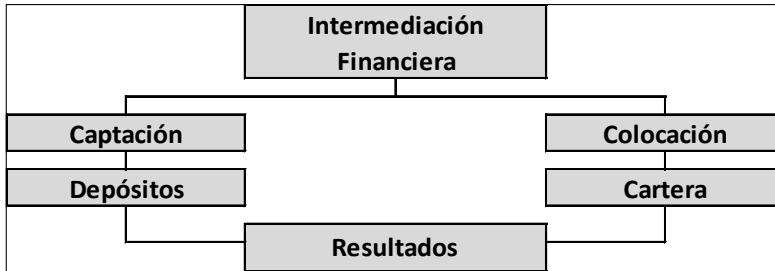 Intermediación
Financiera
Captación
Colocación
Depósitos
Cartera
Resultados